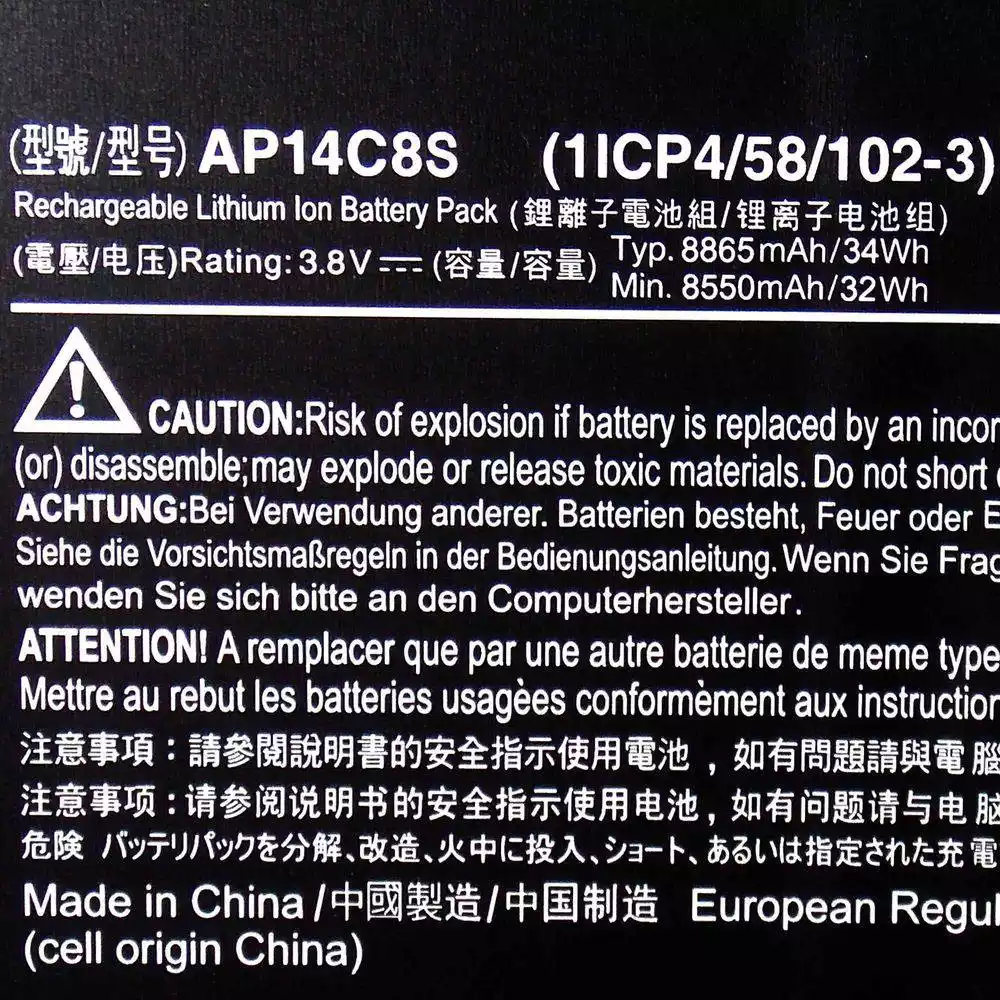 (型號/型号) AP14C8S (1ICP4/58/102-3)
Rechargeable Lithium Ion Battery Pack (鋰離子電池組/锂离子电池组)
(電壓/电压)Rating: 3.8V ⎓ (容量/容量) Typ. 8865mAh/34Wh
Min. 8550mAh/32Wh
CAUTION:Risk of explosion if battery is replaced by an incor
(or) disassemble;may explode or release toxic materials. Do not short
ACHTUNG:Bei Verwendung anderer. Batterien besteht, Feuer oder E
Siehe die Vorsichtsmaßregeln in der Bedienungsanleitung. Wenn Sie Frag
wenden Sie sich bitte an den Computerhersteller.
ATTENTION! A remplacer que par une autre batterie de meme type
Mettre au rebut les batteries usagèes conformèment aux instruction
注意事項：請參閱說明書的安全指示使用電池，如有問題請與電腦
注意事项：请参阅说明书的安全指示使用电池，如有问题请与电脑
危険 バッテリパックを分解、改造、火中に投入、ショート、あるいは指定された充電
Made in China/中國製造/中国制造 European Regul
(cell origin China)